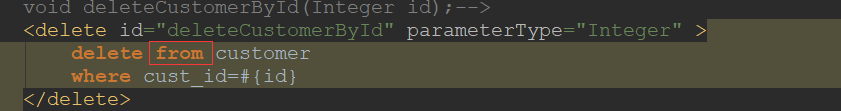 void deleteCustomerById(Integer id);-->
<delete id="deleteCustomerById" parameterType="Integer" >
delete from customer
where cust_id=#{id}
</delete>